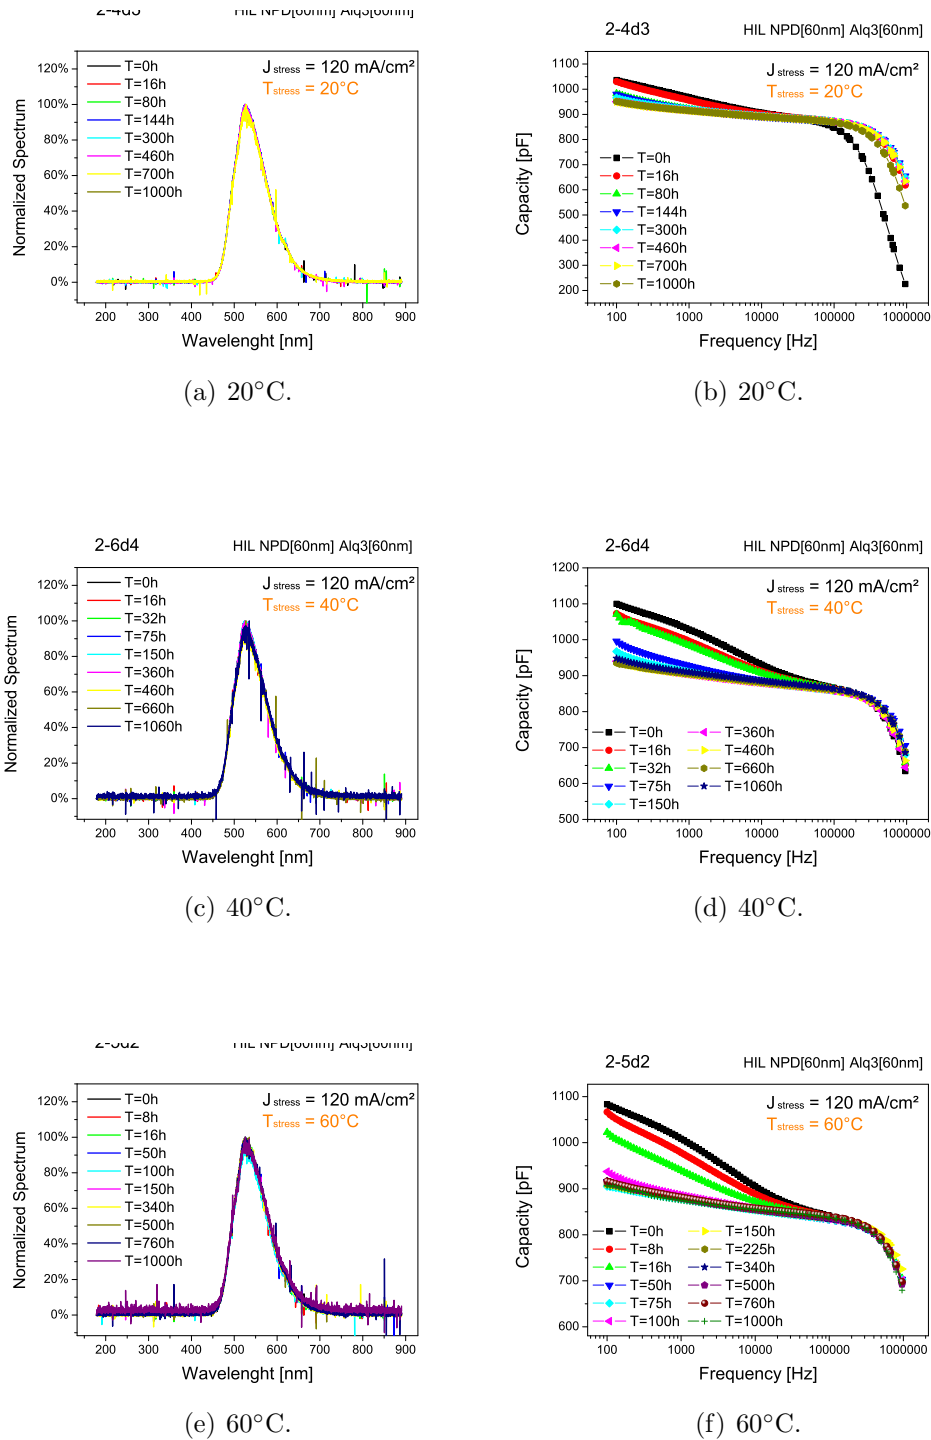 2-4d3 HIL NPD[60nm] Alq3[60nm]
120%
100%
80%
60%
40%
20%
0%
Normalized Spectrum
T=0h
T=16h
T=80h
T=144h
T=300h
T=460h
T=700h
T=1000h
J stress = 120 mA/cm²
T stress = 20°C
200 300 400 500 600 700 800 900
Wavelenght [nm]
(a) 20°C.
2-4d3 HIL NPD[60nm] Alq3[60nm]
1100
1000
900
800
700
600
500
400
300
200
Capacity [pF]
J stress = 120 mA/cm²
T stress = 20°C
T=0h
T=16h
T=80h
T=144h
T=300h
T=460h
T=700h
T=1000h
100 1000 10000 100000 1000000
Frequency [Hz]
(b) 20°C.
2-6d4 HIL NPD[60nm] Alq3[60nm]
120%
100%
80%
60%
40%
20%
0%
Normalized Spectrum
T=0h
T=16h
T=32h
T=75h
T=150h
T=360h
T=460h
T=660h
T=1060h
J stress = 120 mA/cm²
T stress = 40°C
200 300 400 500 600 700 800 900
Wavelenght [nm]
(c) 40°C.
2-6d4 HIL NPD[60nm] Alq3[60nm]
1200
1100
1000
900
800
700
600
500
Capacity [pF]
J stress = 120 mA/cm²
T stress = 40°C
T=0h T=360h
T=16h T=460h
T=32h T=660h
T=75h T=1060h
T=150h
100 1000 10000 100000 1000000
Frequency [Hz]
(d) 40°C.
2-5d2 HIL NPD[60nm] Alq3[60nm]
120%
100%
80%
60%
40%
20%
0%
Normalized Spectrum
T=0h
T=8h
T=16h
T=50h
T=100h
T=150h
T=340h
T=500h
T=760h
T=1000h
J stress = 120 mA/cm²
T stress = 60°C
200 300 400 500 600 700 800 900
Wavelenght [nm]
(e) 60°C.
2-5d2 HIL NPD[60nm] Alq3[60nm]
1100
1000
900
800
700
600
Capacity [pF]
J stress = 120 mA/cm²
T stress = 60°C
T=0h T=150h
T=8h T=225h
T=16h T=340h
T=50h T=500h
T=75h T=760h
T=100h T=1000h
100 1000 10000 100000 1000000
Frequency [Hz]
(f) 60°C.